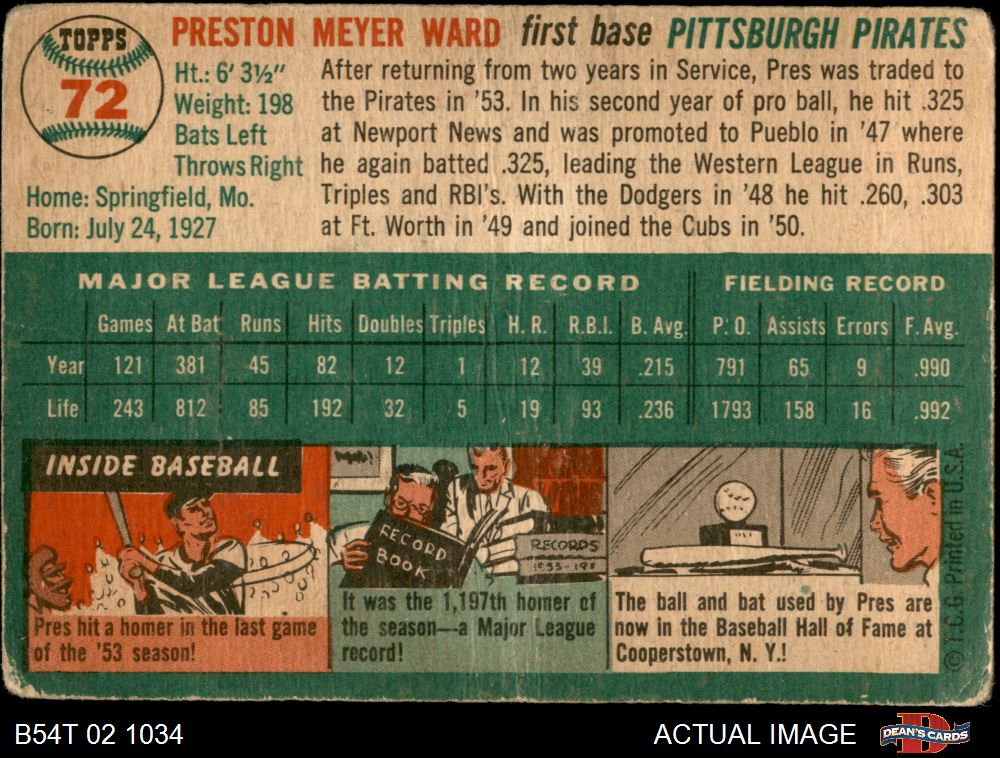 TOPPS
72
PRESTON MEYER WARD first base PITTSBURGH PIRATES
Ht.: 6' 3½"
Weight: 198
Bats Left
Throws Right
Home: Springfield, Mo.
Born: July 24, 1927
After returning from two years in Service, Pres was traded to
the Pirates in '53. In his second year of pro ball, he hit .325
at Newport News and was promoted to Pueblo in '47 where
he again batted .325, leading the Western League in Runs,
Triples and RBI's. With the Dodgers in '48 he hit .260, .303
at Ft. Worth in '49 and joined the Cubs in '50.
MAJOR LEAGUE BATTING RECORD FIELDING RECORD
Games At Bat Runs Hits Doubles Triples H. R. R.B.I. B. Avg. P. O. Assists Errors F. Avg.
Year 121 381 45 82 12 1 12 39 .215 791 65 9 .990
Life 243 812 85 192 32 5 19 93 .236 1793 158 16 .992
INSIDE BASEBALL
Pres hit a homer in the last game
of the '53 season!
RECORD
BOOK
RECORDS
It was the 1,197th homer of
the season—a Major League
record!
The ball and bat used by Pres are
now in the Baseball Hall of Fame at
Cooperstown, N. Y.!
© T.C.G. Printed in U.S.A.
B54T 02 1034
ACTUAL IMAGE
DEAN'S CARDS